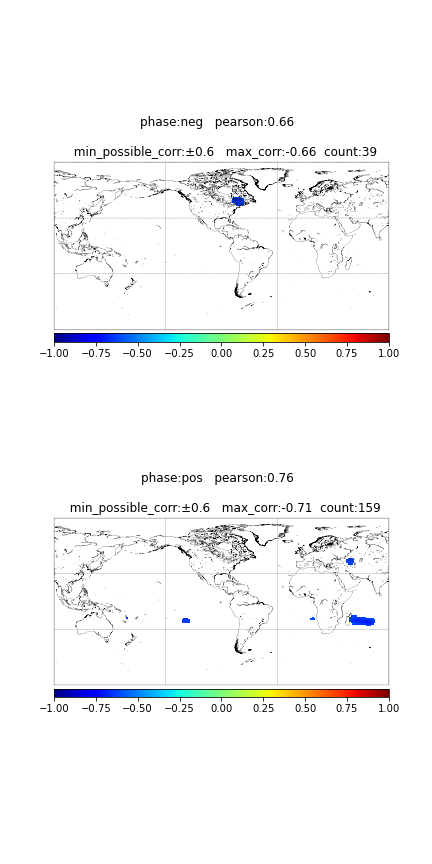 phase:neg   pearson:0.66
min_possible_corr:±0.6   max_corr:-0.66  count:39
−1.00 −0.75 −0.50 −0.25 0.00 0.25 0.50 0.75 1.00
phase:pos   pearson:0.76
min_possible_corr:±0.6   max_corr:-0.71  count:159
−1.00 −0.75 −0.50 −0.25 0.00 0.25 0.50 0.75 1.00